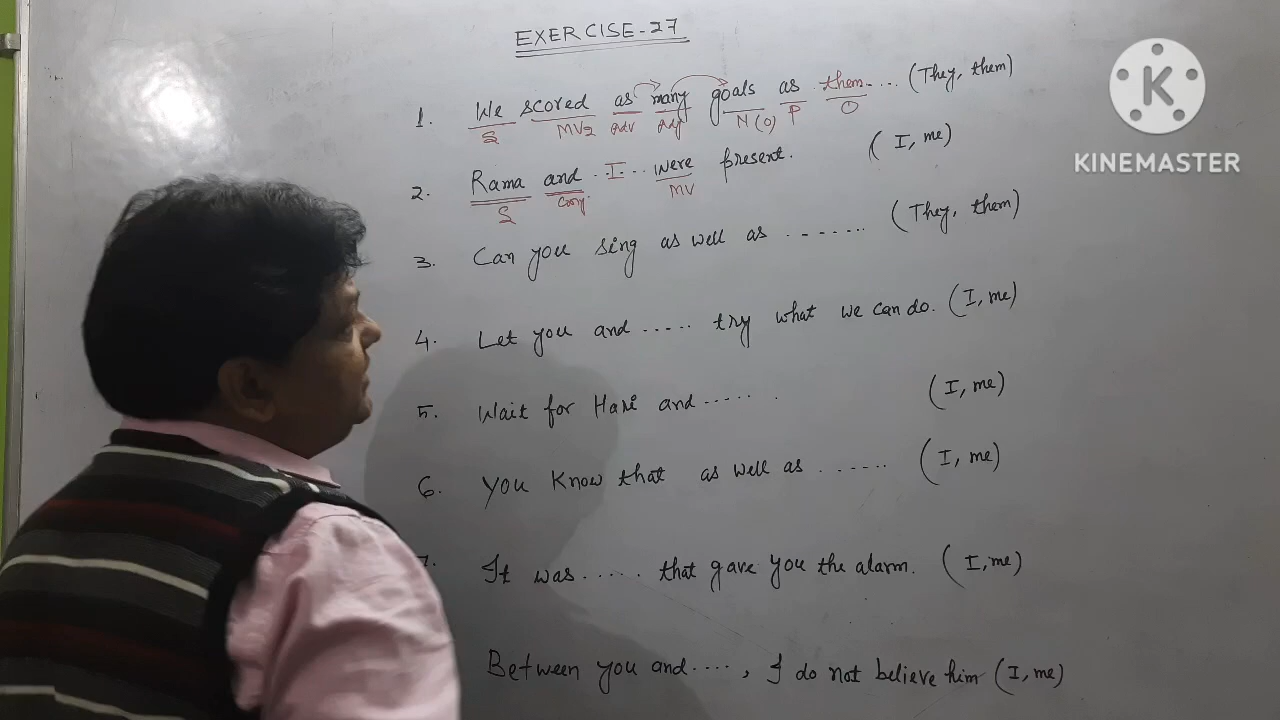 EXERCISE-27
1. We scored as many goals as them.... (They, them)
S MV2 adv adj N(O) P O
2. Rama and ..I... were present. (I, me)
S conj. MV
3. Can you sing as well as ....... (They, them)
4. Let you and ..... try what we can do. (I, me)
5. Wait for Hari and ..... . (I, me)
6. You know that as well as ...... (I, me)
7. It was ..... that gave you the alarm. (I, me)
Between you and...., I do not believe him (I, me)
K
KINEMASTER